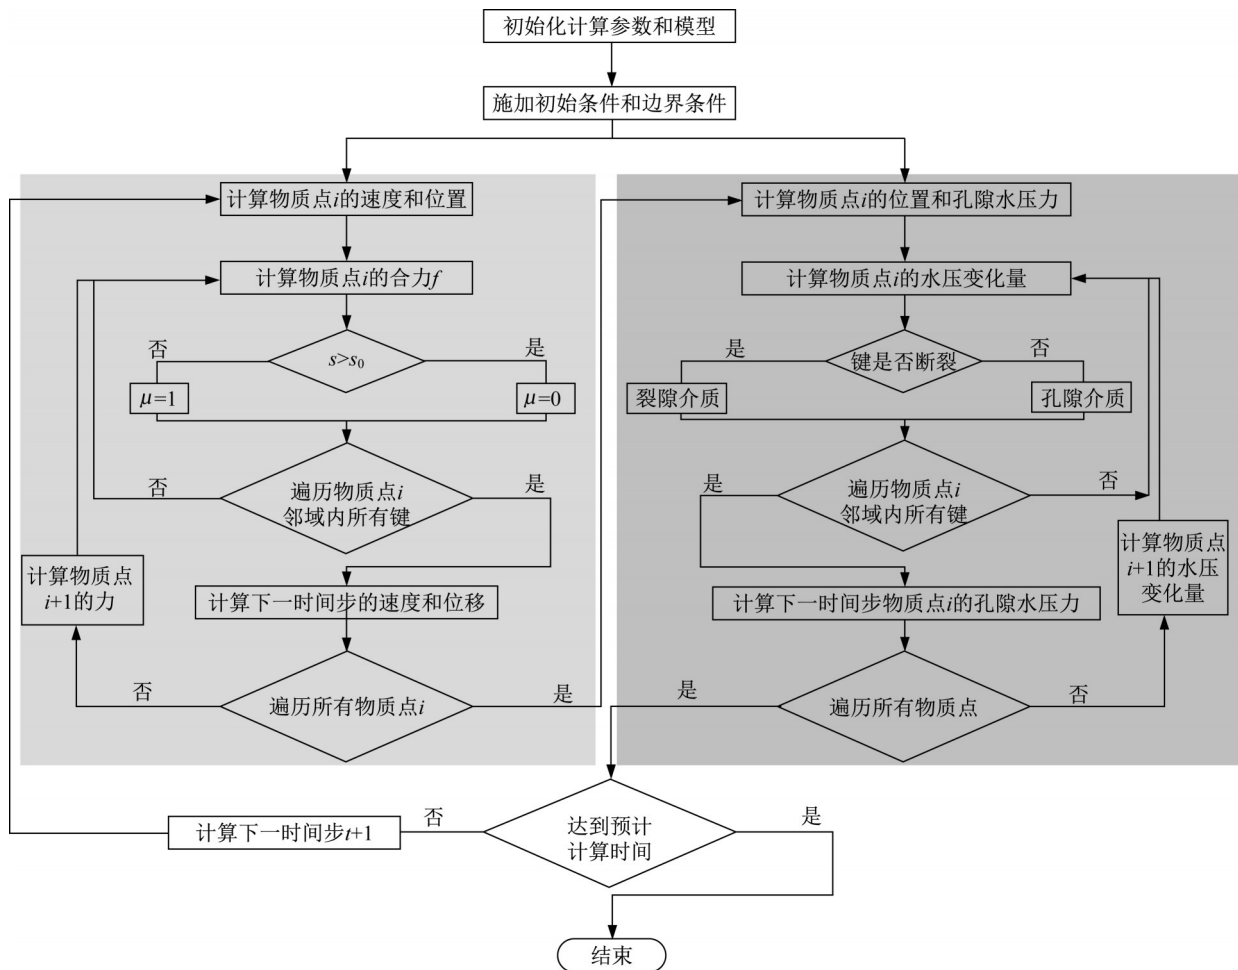 初始化计算参数和模型
施加初始条件和边界条件
计算物质点i的速度和位置
计算物质点i的合力f
否
s>s₀
是
μ=1
μ=0
否
遍历物质点i
邻域内所有键
是
计算物质点
i+1的力
计算下一时间步的速度和位移
否
遍历所有物质点i
是
计算物质点i的位置和孔隙水压力
计算物质点i的水压变化量
是
键是否断裂
否
裂隙介质
孔隙介质
是
遍历物质点i
邻域内所有键
否
计算物质点
i+1的水压
变化量
计算下一时间步物质点i的孔隙水压力
是
遍历所有物质点
否
计算下一时间步t+1
否
达到预计
计算时间
是
结束